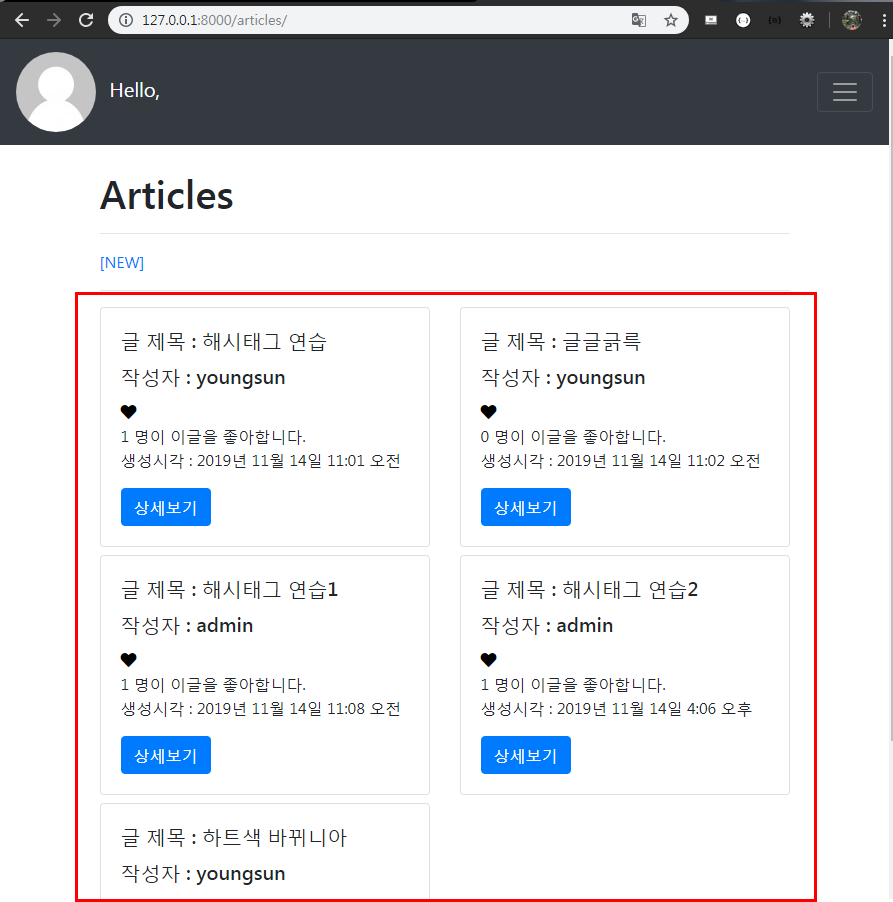 127.0.0.1:8000/articles/
Hello,
Articles
[NEW]
글 제목 : 해시태그 연습
작성자 : youngsun
1 명이 이글을 좋아합니다.
생성시각 : 2019년 11월 14일 11:01 오전
상세보기
글 제목 : 글글긁륵
작성자 : youngsun
0 명이 이글을 좋아합니다.
생성시각 : 2019년 11월 14일 11:02 오전
상세보기
글 제목 : 해시태그 연습1
작성자 : admin
1 명이 이글을 좋아합니다.
생성시각 : 2019년 11월 14일 11:08 오전
상세보기
글 제목 : 해시태그 연습2
작성자 : admin
1 명이 이글을 좋아합니다.
생성시각 : 2019년 11월 14일 4:06 오후
상세보기
글 제목 : 하트색 바뀌니아
작성자 : youngsun